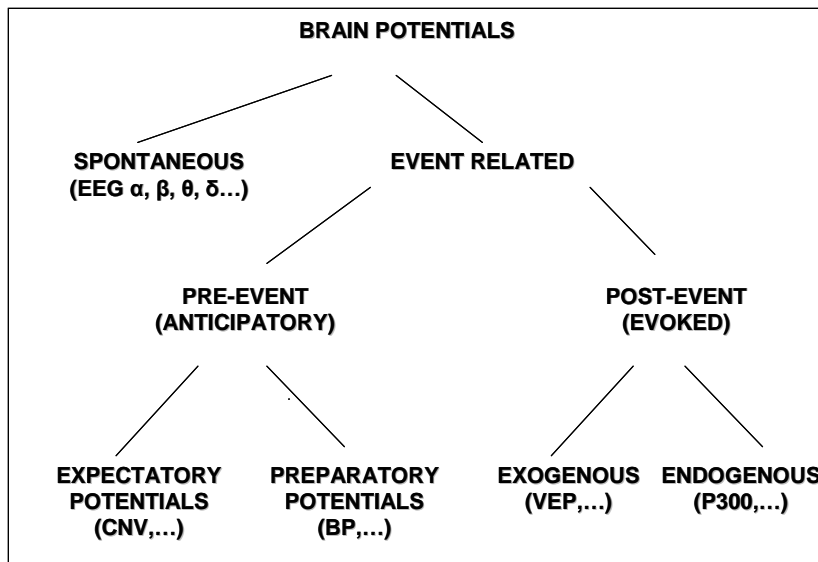 BRAIN POTENTIALS
SPONTANEOUS
(EEG α, β, θ, δ…)
EVENT RELATED
PRE-EVENT
(ANTICIPATORY)
POST-EVENT
(EVOKED)
EXPECTATORY
POTENTIALS
(CNV,…)
PREPARATORY
POTENTIALS
(BP,…)
EXOGENOUS
(VEP,…)
ENDOGENOUS
(P300,…)